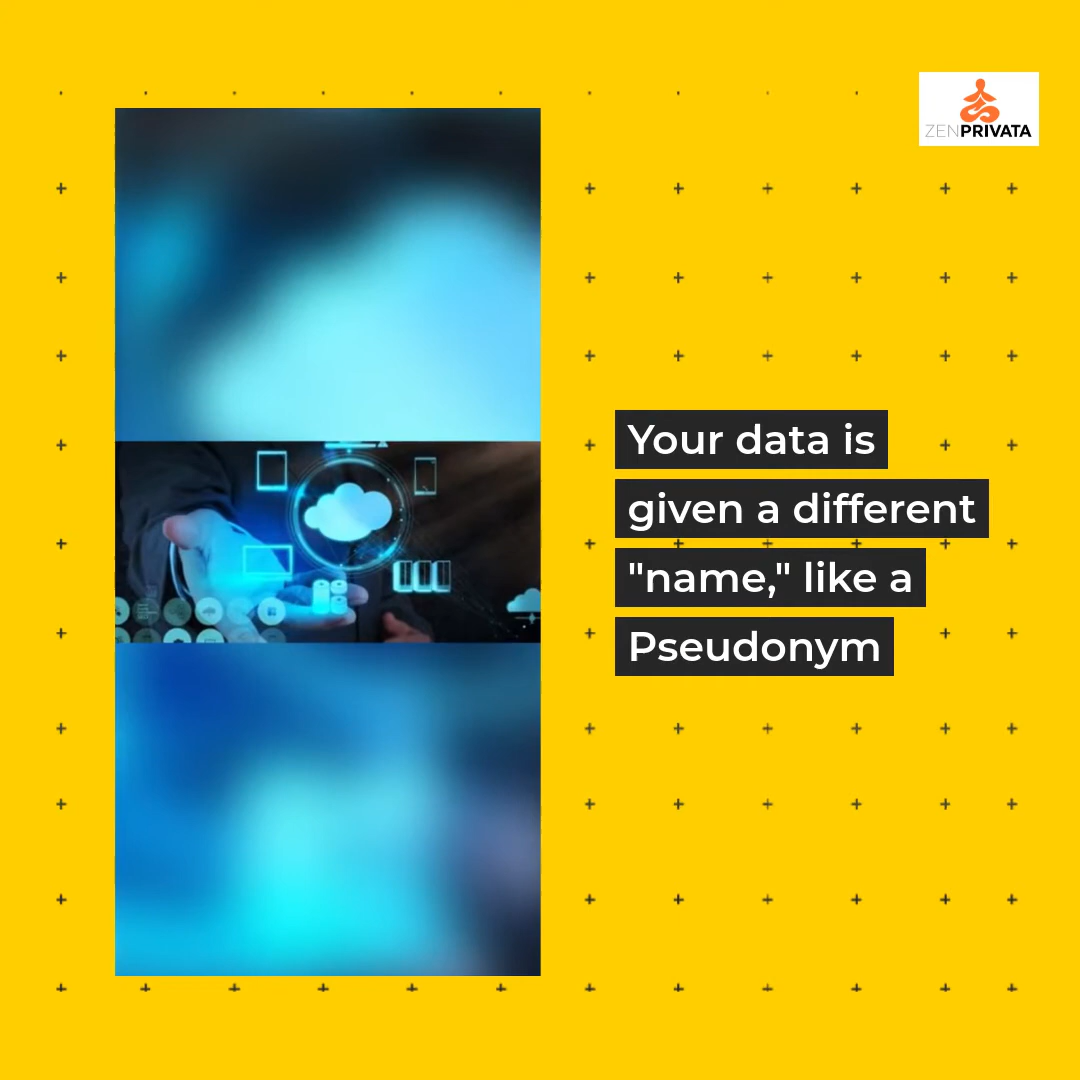 ZENPRIVATA
Your data is
given a different
"name," like a
Pseudonym